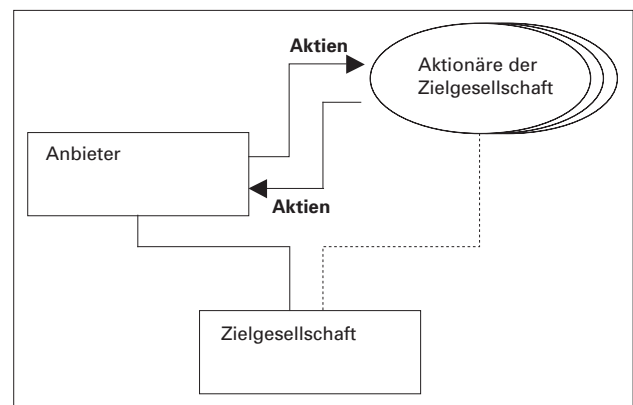 Aktien
Aktionäre der
Zielgesellschaft
Anbieter
Aktien
Zielgesellschaft